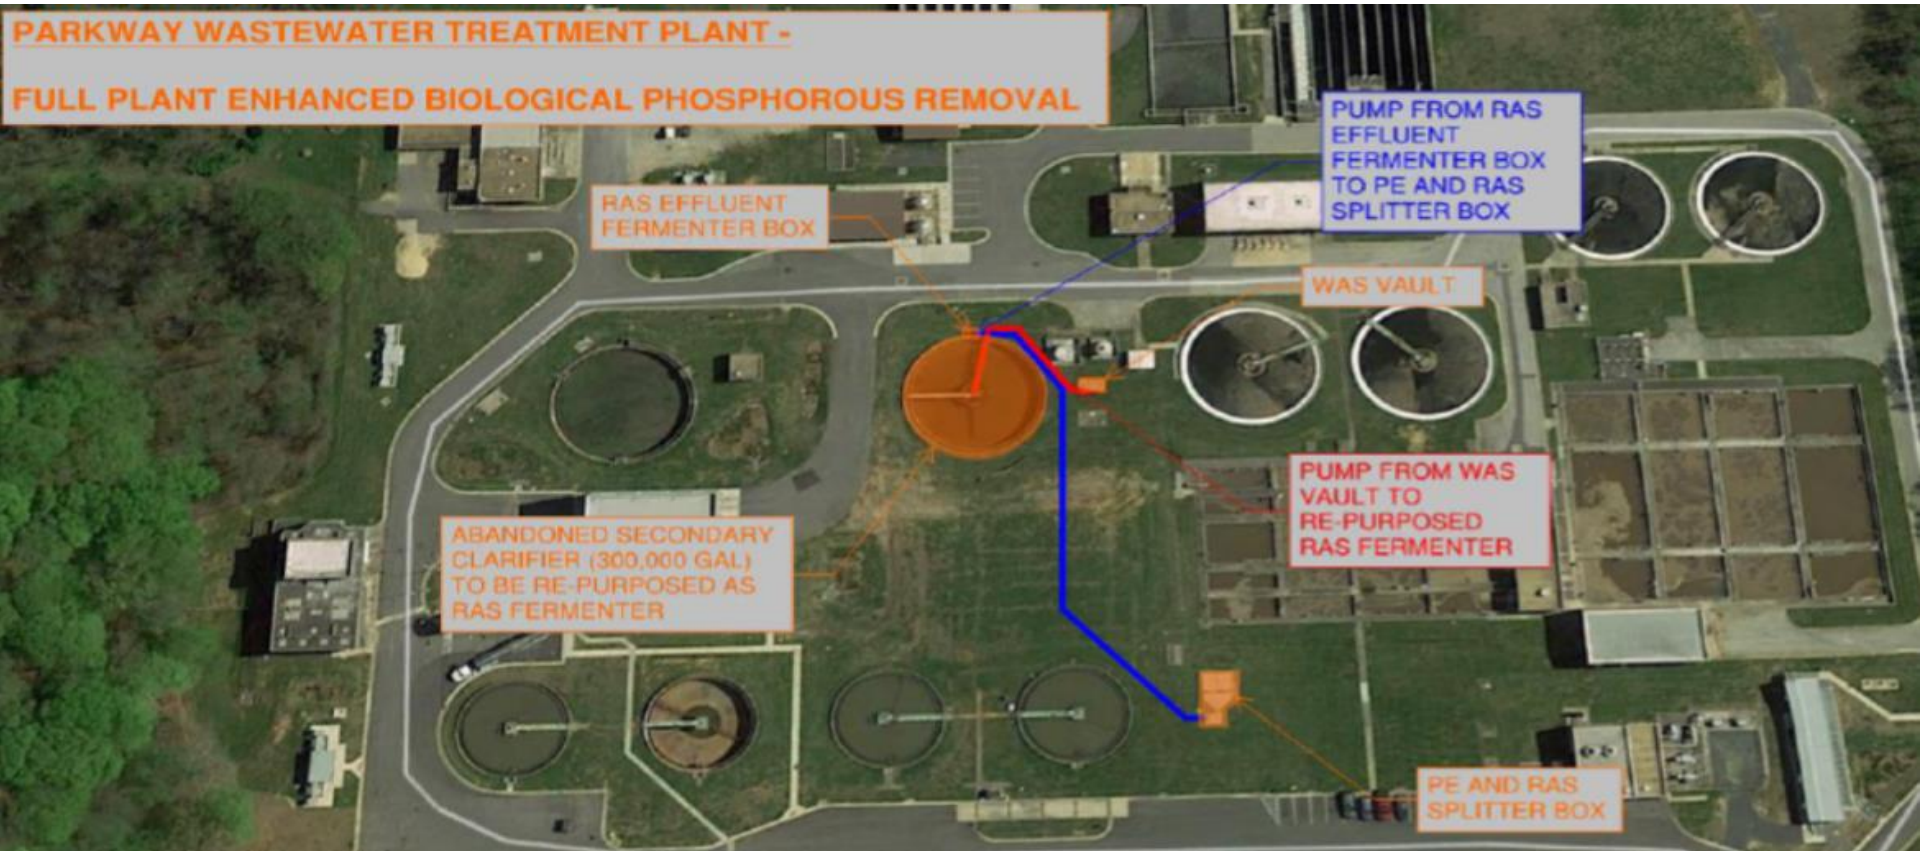 PARKWAY WASTEWATER TREATMENT PLANT -
FULL PLANT ENHANCED BIOLOGICAL PHOSPHOROUS REMOVAL
PUMP FROM RAS
EFFLUENT
FERMENTER BOX
TO PE AND RAS
SPLITTER BOX
RAS EFFLUENT
FERMENTER BOX
WAS VAULT
PUMP FROM WAS
VAULT TO
RE-PURPOSED
RAS FERMENTER
ABANDONED SECONDARY
CLARIFIER (300,000 GAL)
TO BE RE-PURPOSED AS
RAS FERMENTER
PE AND RAS
SPLITTER BOX